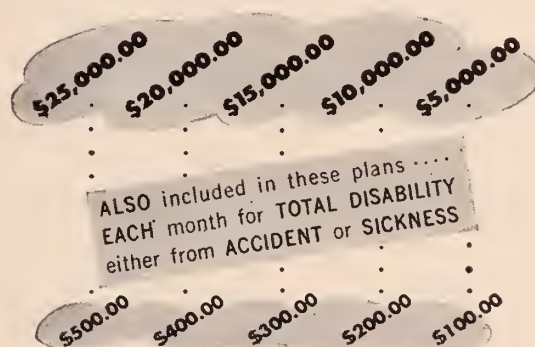 $25,000.00 $20,000.00 $15,000.00 $10,000.00 $5,000.00
ALSO included in these plans ....
EACH month for TOTAL DISABILITY
either from ACCIDENT or SICKNESS
$500.00 $400.00 $300.00 $200.00 $100.00